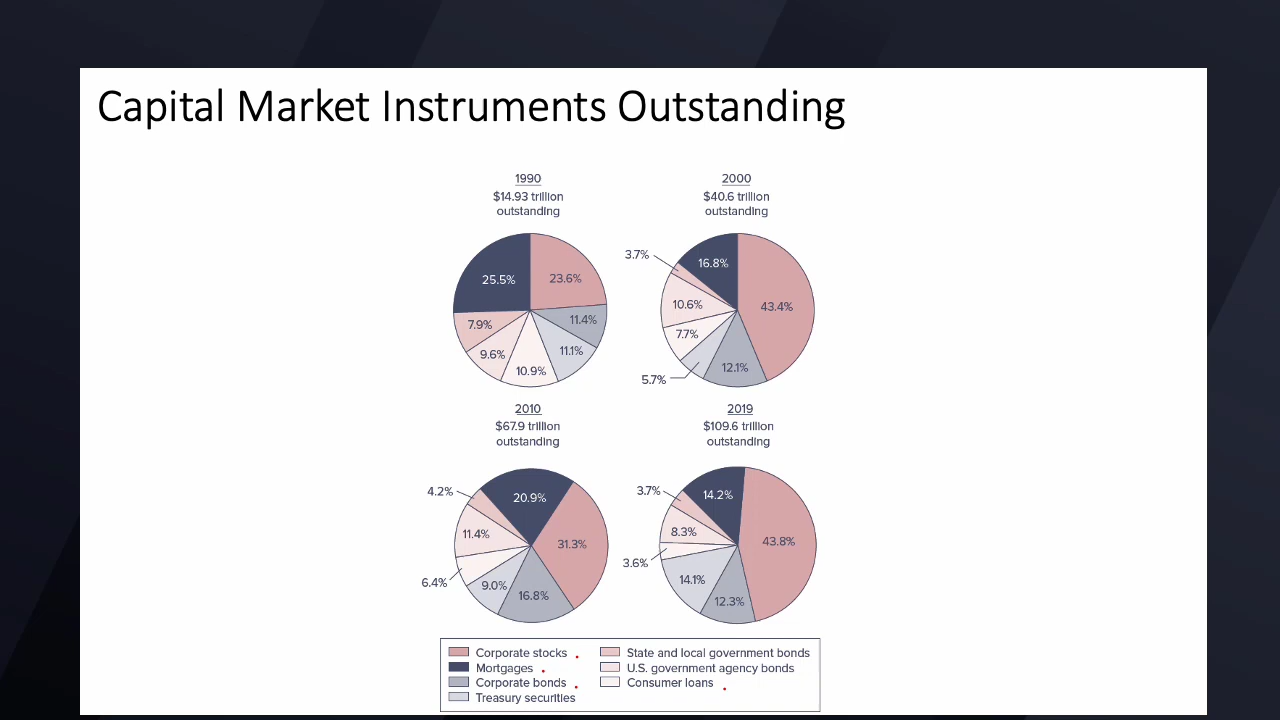 Capital Market Instruments Outstanding
1990
$14.93 trillion
outstanding
25.5%
23.6%
11.4%
11.1%
10.9%
9.6%
7.9%
2000
$40.6 trillion
outstanding
3.7%
16.8%
43.4%
10.6%
7.7%
5.7%
12.1%
2010
$67.9 trillion
outstanding
4.2%
20.9%
31.3%
11.4%
6.4%
9.0%
16.8%
2019
$109.6 trillion
outstanding
3.7%
14.2%
43.8%
8.3%
3.6%
14.1%
12.3%
Corporate stocks
Mortgages
Corporate bonds
Treasury securities
State and local government bonds
U.S. government agency bonds
Consumer loans